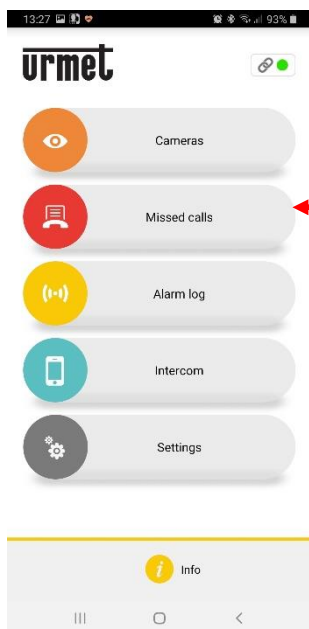 13:27 93%
urmet
Cameras
Missed calls
Alarm log
Intercom
Settings
i Info